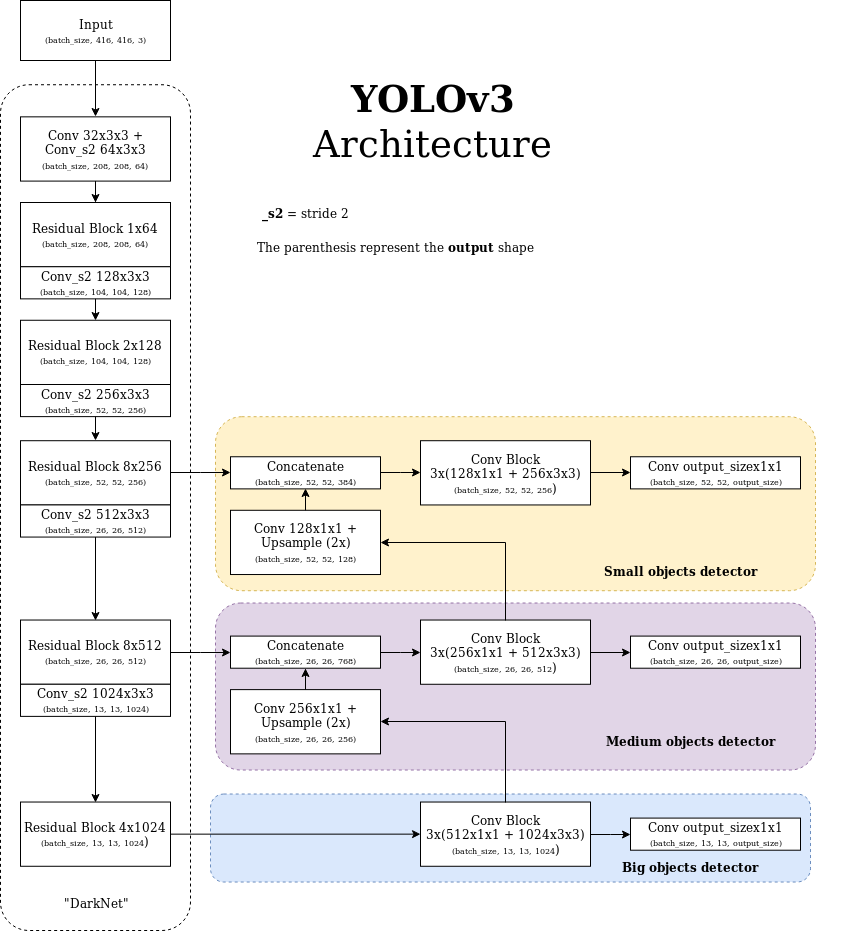 Input
(batch_size, 416, 416, 3)
YOLOv3
Architecture
_s2 = stride 2
The parenthesis represent the output shape
Conv 32x3x3 +
Conv_s2 64x3x3
(batch_size, 208, 208, 64)
Residual Block 1x64
(batch_size, 208, 208, 64)
Conv_s2 128x3x3
(batch_size, 104, 104, 128)
Residual Block 2x128
(batch_size, 104, 104, 128)
Conv_s2 256x3x3
(batch_size, 52, 52, 256)
Residual Block 8x256
(batch_size, 52, 52, 256)
Conv_s2 512x3x3
(batch_size, 26, 26, 512)
Concatenate
(batch_size, 52, 52, 384)
Conv Block
3x(128x1x1 + 256x3x3)
(batch_size, 52, 52, 256)
Conv output_sizex1x1
(batch_size, 52, 52, output_size)
Conv 128x1x1 +
Upsample (2x)
(batch_size, 52, 52, 128)
Small objects detector
Residual Block 8x512
(batch_size, 26, 26, 512)
Conv_s2 1024x3x3
(batch_size, 13, 13, 1024)
Concatenate
(batch_size, 26, 26, 768)
Conv Block
3x(256x1x1 + 512x3x3)
(batch_size, 26, 26, 512)
Conv output_sizex1x1
(batch_size, 26, 26, output_size)
Conv 256x1x1 +
Upsample (2x)
(batch_size, 26, 26, 256)
Medium objects detector
Residual Block 4x1024
(batch_size, 13, 13, 1024)
Conv Block
3x(512x1x1 + 1024x3x3)
(batch_size, 13, 13, 1024)
Conv output_sizex1x1
(batch_size, 13, 13, output_size)
Big objects detector
"DarkNet"